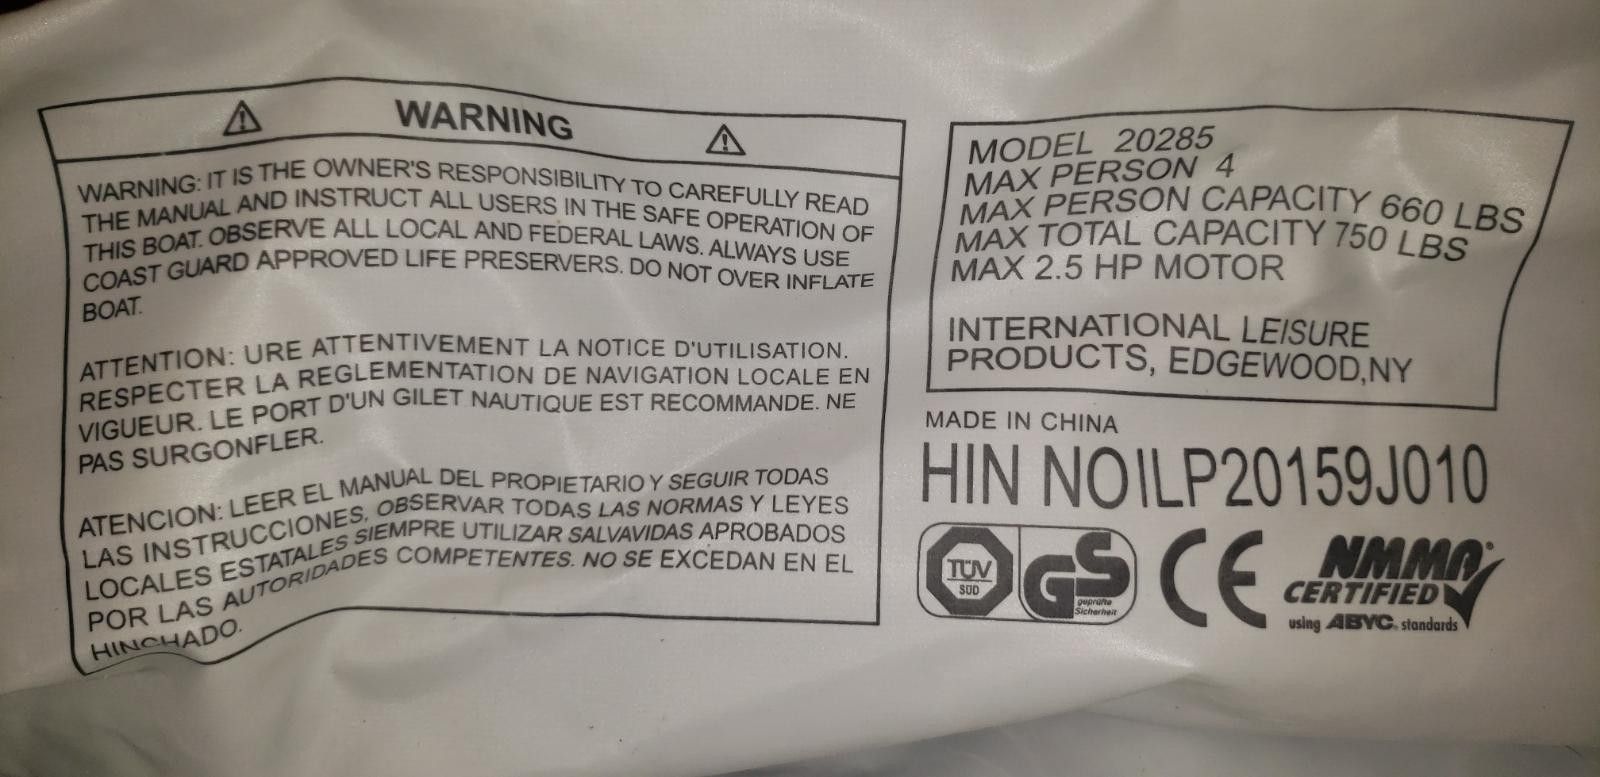 WARNING
WARNING: IT IS THE OWNER'S RESPONSIBILITY TO CAREFULLY READ
THE MANUAL AND INSTRUCT ALL USERS IN THE SAFE OPERATION OF
THIS BOAT. OBSERVE ALL LOCAL AND FEDERAL LAWS. ALWAYS USE
COAST GUARD APPROVED LIFE PRESERVERS. DO NOT OVER INFLATE
BOAT.
ATTENTION: URE ATTENTIVEMENT LA NOTICE D'UTILISATION.
RESPECTER LA REGLEMENTATION DE NAVIGATION LOCALE EN
VIGUEUR. LE PORT D'UN GILET NAUTIQUE EST RECOMMANDE. NE
PAS SURGONFLER.
ATENCION: LEER EL MANUAL DEL PROPIETARIO Y SEGUIR TODAS
LAS INSTRUCCIONES, OBSERVAR TODAS LAS NORMAS Y LEYES
LOCALES ESTATALES SIEMPRE UTILIZAR SALVAVIDAS APROBADOS
POR LAS AUTORIDADES COMPETENTES. NO SE EXCEDAN EN EL
HINCHADO.
MODEL 20285
MAX PERSON 4
MAX PERSON CAPACITY 660 LBS
MAX TOTAL CAPACITY 750 LBS
MAX 2.5 HP MOTOR
INTERNATIONAL LEISURE
PRODUCTS, EDGEWOOD,NY
MADE IN CHINA
HIN NOILP20159J010
TÜV
SÜD
GS
geprüfte
Sicherheit
CE
NMMA
CERTIFIED
using ABYC standards